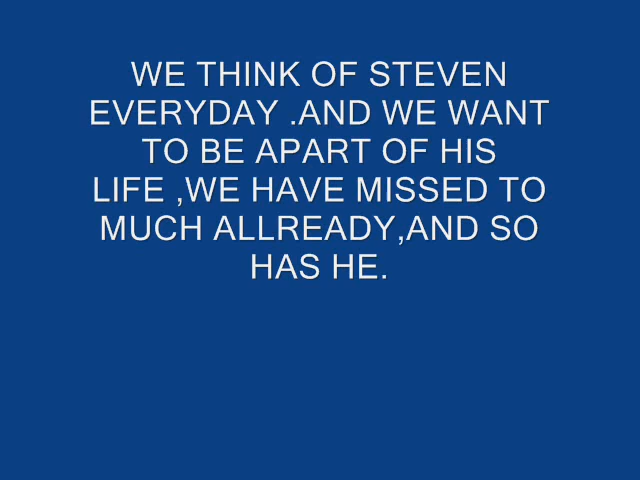 WE THINK OF STEVEN
EVERYDAY .AND WE WANT
TO BE APART OF HIS
LIFE ,WE HAVE MISSED TO
MUCH ALLREADY,AND SO
HAS HE.